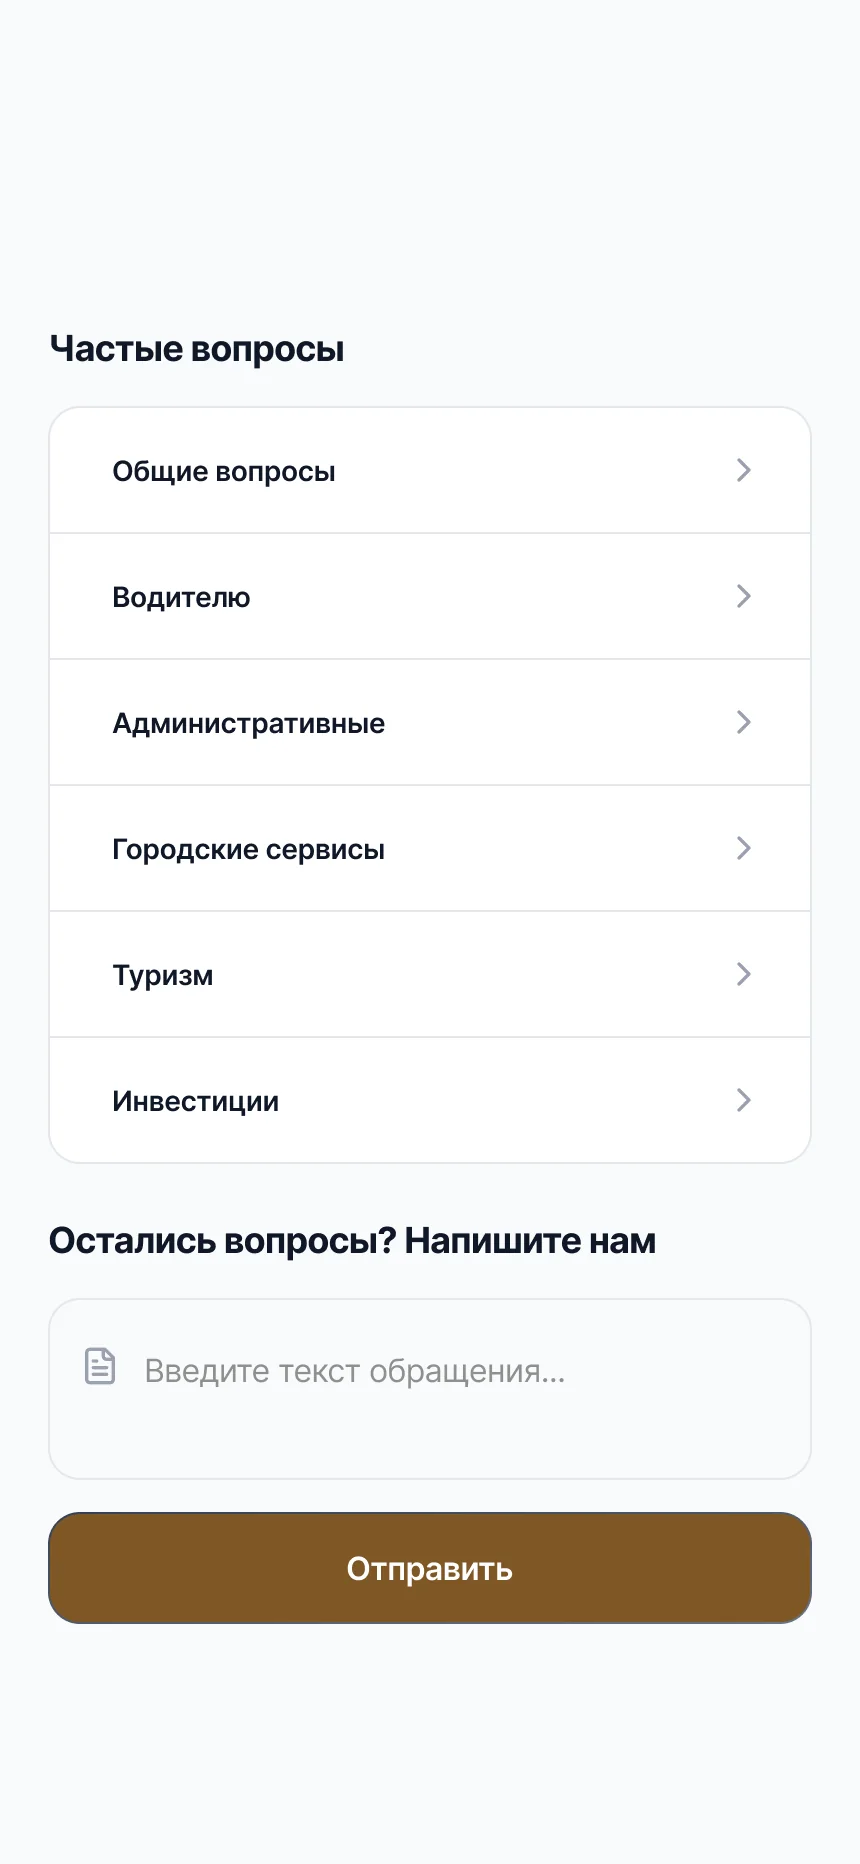 Частые вопросы
Общие вопросы
Водителю
Административные
Городские сервисы
Туризм
Инвестиции
Остались вопросы? Напишите нам
Введите текст обращения...
Отправить